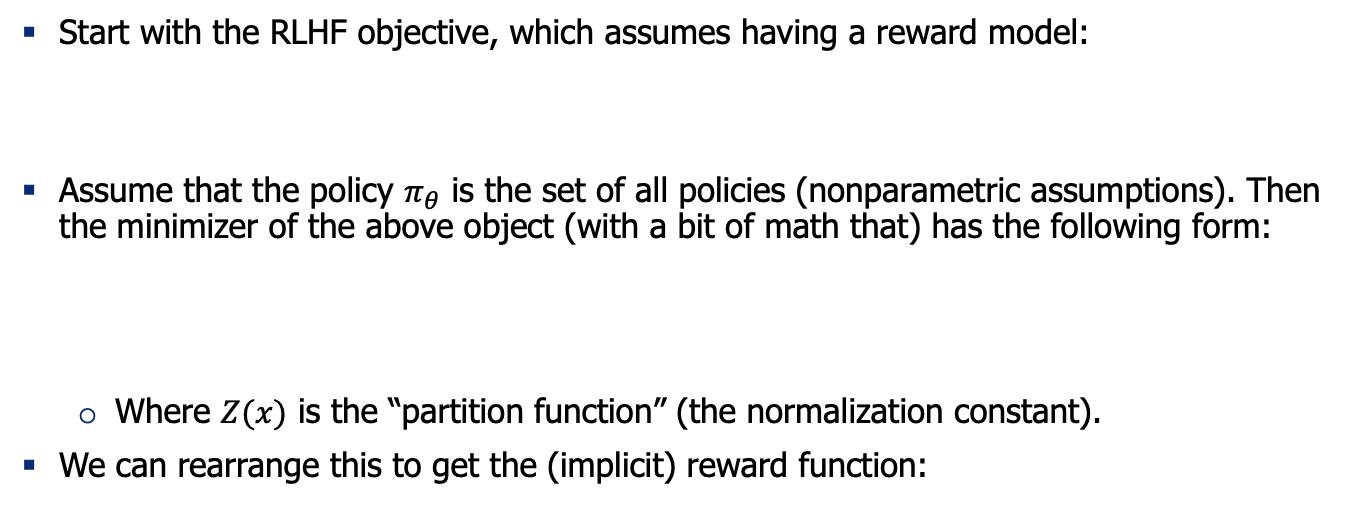 ▪ Start with the RLHF objective, which assumes having a reward model:
▪ Assume that the policy 𝜋𝜃 is the set of all policies (nonparametric assumptions). Then
the minimizer of the above object (with a bit of math that) has the following form:
o Where 𝑍(𝑥) is the “partition function” (the normalization constant).
▪ We can rearrange this to get the (implicit) reward function: